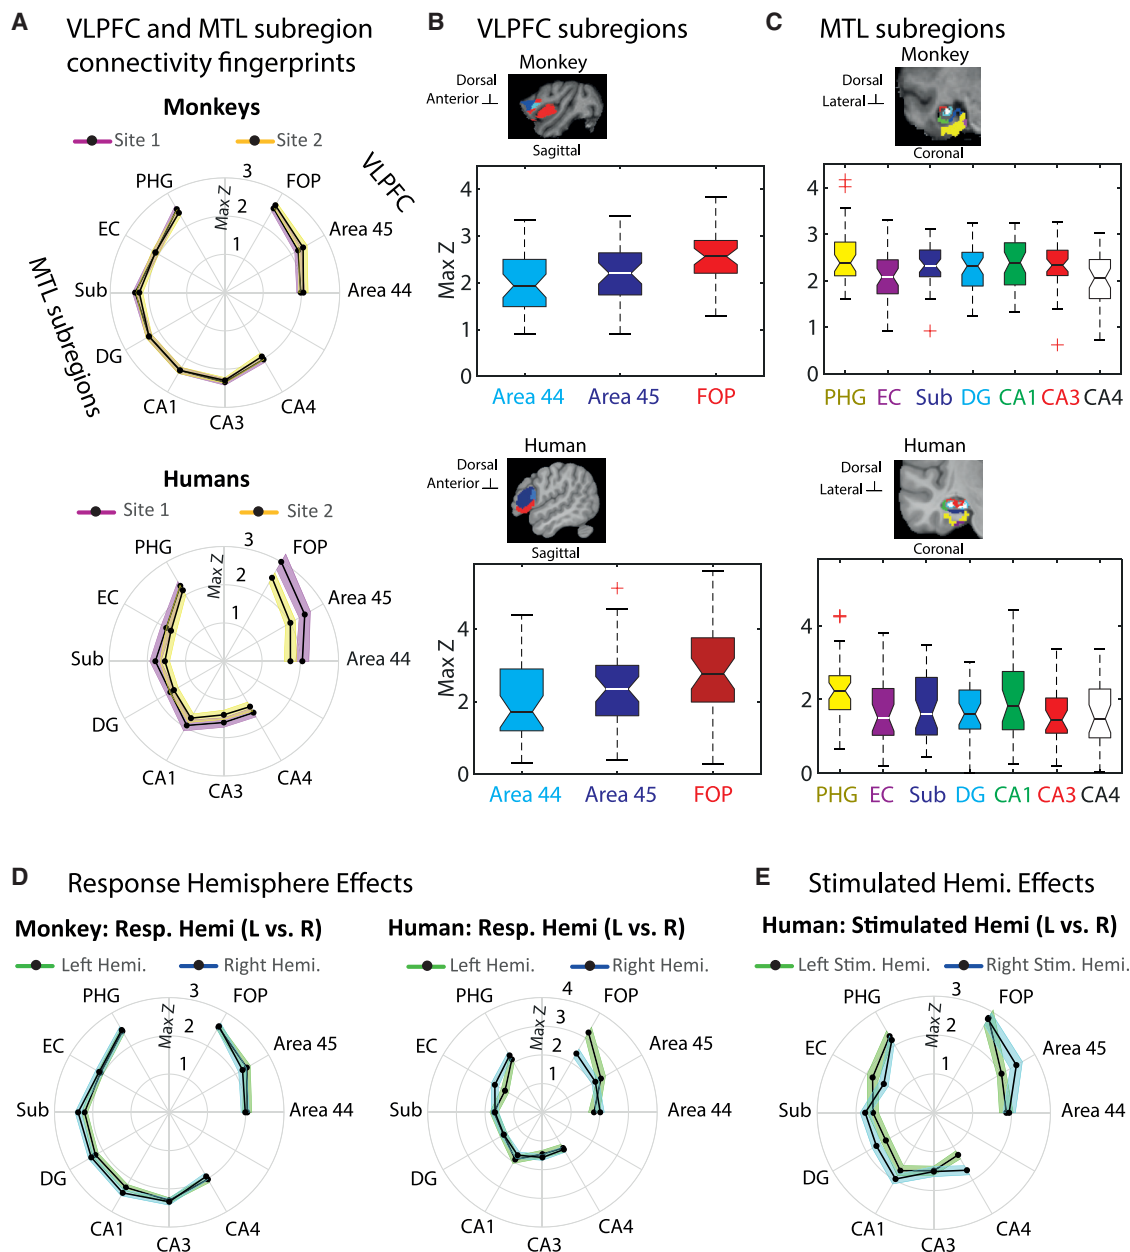 A VLPFC and MTL subregion
connectivity fingerprints
Monkeys
Site 1 Site 2
VLPFC
MTL subregions
3
2
1
Max Z
PHG FOP
EC Area 45
Sub Area 44
DG
CA1 CA4
CA3
Humans
Site 1 Site 2
3
2
1
Max Z
PHG FOP
EC Area 45
Sub Area 44
DG
CA1 CA4
CA3
B VLPFC subregions
Monkey
Dorsal
Anterior
Sagittal
Max Z
4
3
2
1
0
Area 44 Area 45 FOP
Human
Dorsal
Anterior
Sagittal
Max Z
4
2
0
Area 44 Area 45 FOP
C MTL subregions
Monkey
Dorsal
Lateral
Coronal
4
3
2
1
0
PHG EC Sub DG CA1 CA3 CA4
Human
Dorsal
Lateral
Coronal
4
2
0
PHG EC Sub DG CA1 CA3 CA4
D Response Hemisphere Effects
Monkey: Resp. Hemi (L vs. R)
Left Hemi. Right Hemi.
3
2
1
Max Z
PHG FOP
EC Area 45
Sub Area 44
DG
CA1 CA4
CA3
Human: Resp. Hemi (L vs. R)
Left Hemi. Right Hemi.
4
3
2
1
Max Z
PHG FOP
EC Area 45
Sub Area 44
DG
CA1 CA4
CA3
E Stimulated Hemi. Effects
Human: Stimulated Hemi (L vs. R)
Left Stim. Hemi. Right Stim. Hemi.
3
2
1
Max Z
PHG FOP
EC Area 45
Sub Area 44
DG
CA1 CA4
CA3